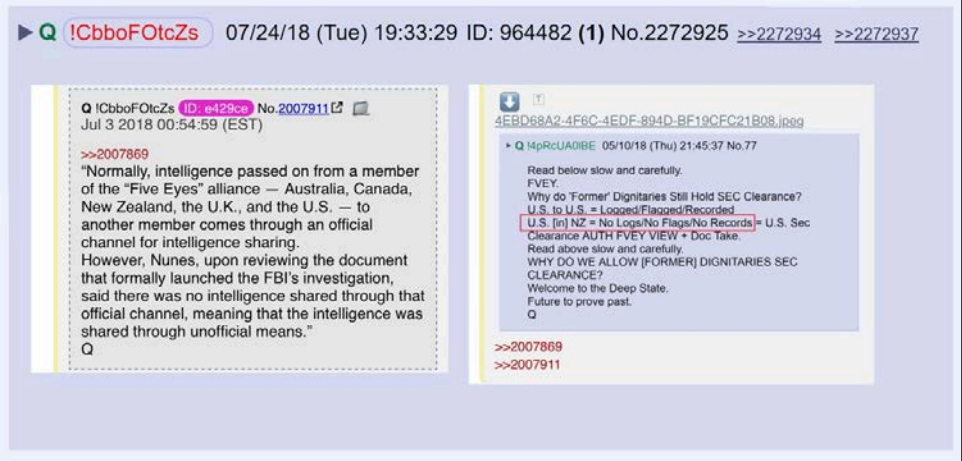 Q !CbboFOtcZs 07/24/18 (Tue) 19:33:29 ID: 964482 (1) No.2272925 >>2272934 >>2272937
Q !CbboFOtcZs ID: e429ce No.2007911
Jul 3 2018 00:54:59 (EST)
>>2007869
“Normally, intelligence passed on from a member
of the “Five Eyes” alliance — Australia, Canada,
New Zealand, the U.K., and the U.S. — to
another member comes through an official
channel for intelligence sharing.
However, Nunes, upon reviewing the document
that formally launched the FBI's investigation,
said there was no intelligence shared through that
official channel, meaning that the intelligence was
shared through unofficial means.”
Q
T
4EBD68A2-4F6C-4EDF-894D-BF19CFC21B08.jpeg
Q !4pRcUA0lBE 05/10/18 (Thu) 21:45:37 No.77
Read below slow and carefully.
FVEY.
Why do 'Former' Dignitaries Still Hold SEC Clearance?
U.S. to U.S. = Logged/Flagged/Recorded
U.S. [in] NZ = No Logs/No Flags/No Records = U.S. Sec
Clearance AUTH FVEY VIEW + Doc Take.
Read above slow and carefully.
WHY DO WE ALLOW [FORMER] DIGNITARIES SEC
CLEARANCE?
Welcome to the Deep State.
Future to prove past.
Q
>>2007869
>>2007911